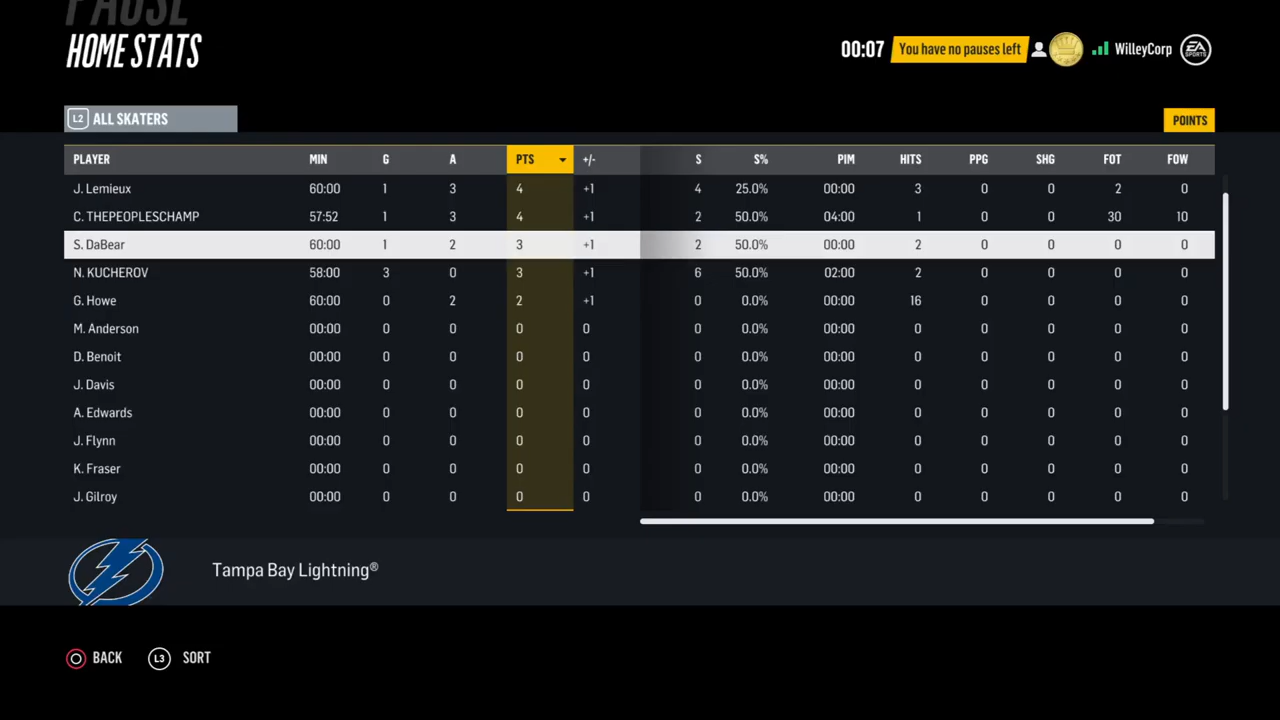 PAUSE
HOME STATS
00:07 You have no pauses left WilleyCorp EA SPORTS
L2 ALL SKATERS
POINTS
PLAYER MIN G A PTS +/- S S% PIM HITS PPG SHG FOT FOW
J. Lemieux 60:00 1 3 4 +1 4 25.0% 00:00 3 0 0 2 0
C. THEPEOPLESCHAMP 57:52 1 3 4 +1 2 50.0% 04:00 1 0 0 30 10
S. DaBear 60:00 1 2 3 +1 2 50.0% 00:00 2 0 0 0 0
N. KUCHEROV 58:00 3 0 3 +1 6 50.0% 02:00 2 0 0 0 0
G. Howe 60:00 0 2 2 +1 0 0.0% 00:00 16 0 0 0 0
M. Anderson 00:00 0 0 0 0 0 0.0% 00:00 0 0 0 0 0
D. Benoit 00:00 0 0 0 0 0 0.0% 00:00 0 0 0 0 0
J. Davis 00:00 0 0 0 0 0 0.0% 00:00 0 0 0 0 0
A. Edwards 00:00 0 0 0 0 0 0.0% 00:00 0 0 0 0 0
J. Flynn 00:00 0 0 0 0 0 0.0% 00:00 0 0 0 0 0
K. Fraser 00:00 0 0 0 0 0 0.0% 00:00 0 0 0 0 0
J. Gilroy 00:00 0 0 0 0 0 0.0% 00:00 0 0 0 0 0
Tampa Bay Lightning®
BACK L3 SORT